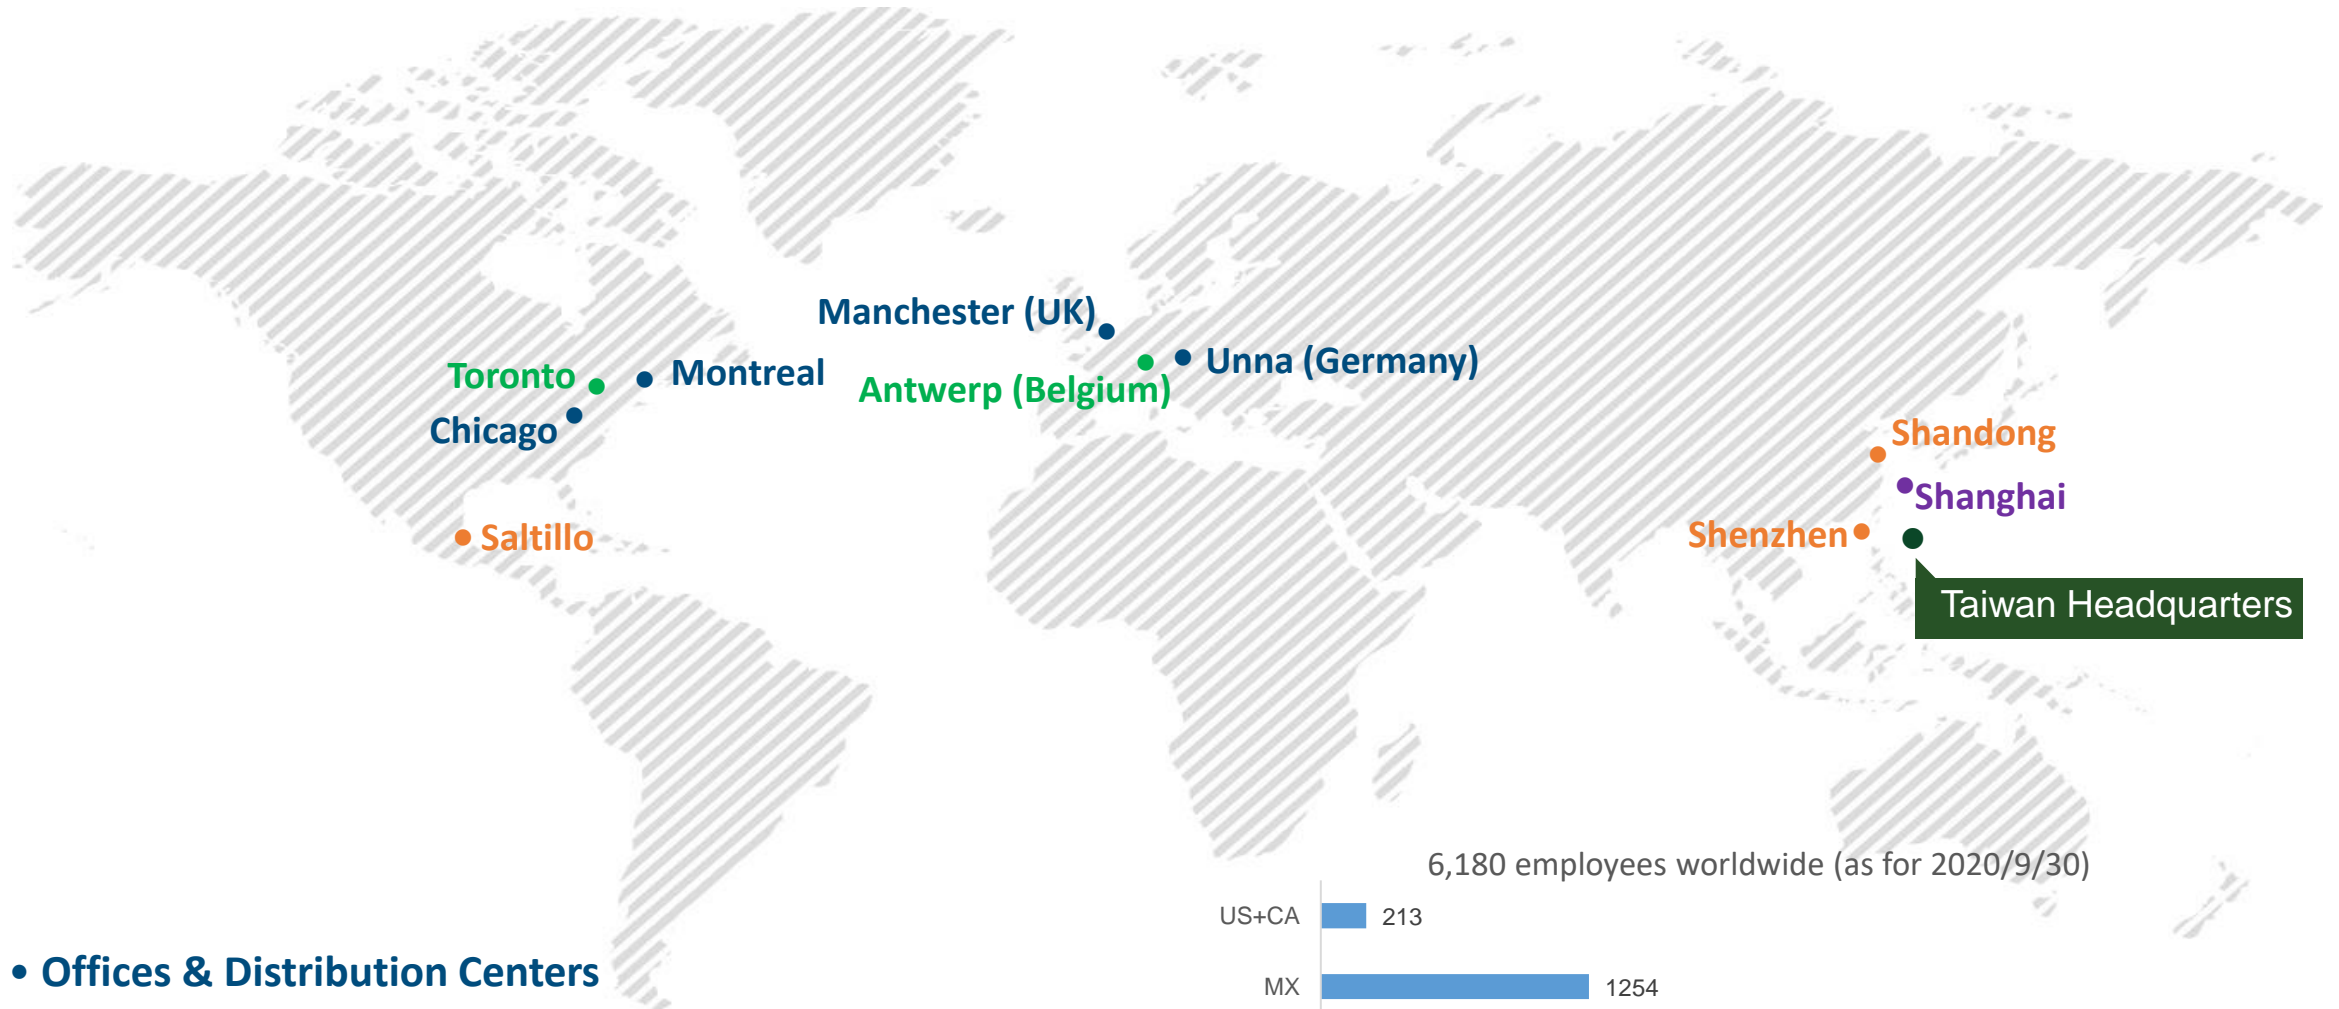 Manchester (UK)
Unna (Germany)
Toronto
Montreal
Antwerp (Belgium)
Chicago
Shandong
Shanghai
Saltillo
Shenzhen
Taiwan Headquarters
6,180 employees worldwide (as for 2020/9/30)
US+CA 213
• Offices & Distribution Centers
MX 1254